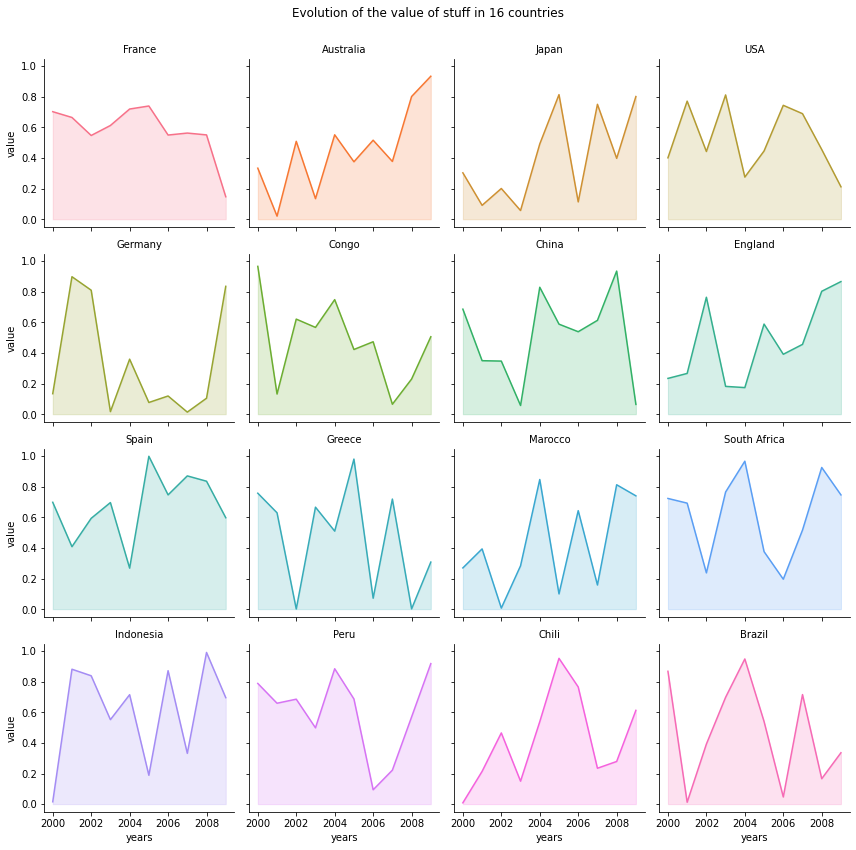 Evolution of the value of stuff in 16 countries
France Australia Japan USA
1.0
0.8
0.6
0.4
0.2
0.0
value
Germany Congo China England
1.0
0.8
0.6
0.4
0.2
0.0
value
Spain Greece Marocco South Africa
1.0
0.8
0.6
0.4
0.2
0.0
value
Indonesia Peru Chili Brazil
1.0
0.8
0.6
0.4
0.2
0.0
value
2000 2002 2004 2006 2008 2000 2002 2004 2006 2008 2000 2002 2004 2006 2008 2000 2002 2004 2006 2008
years years years years